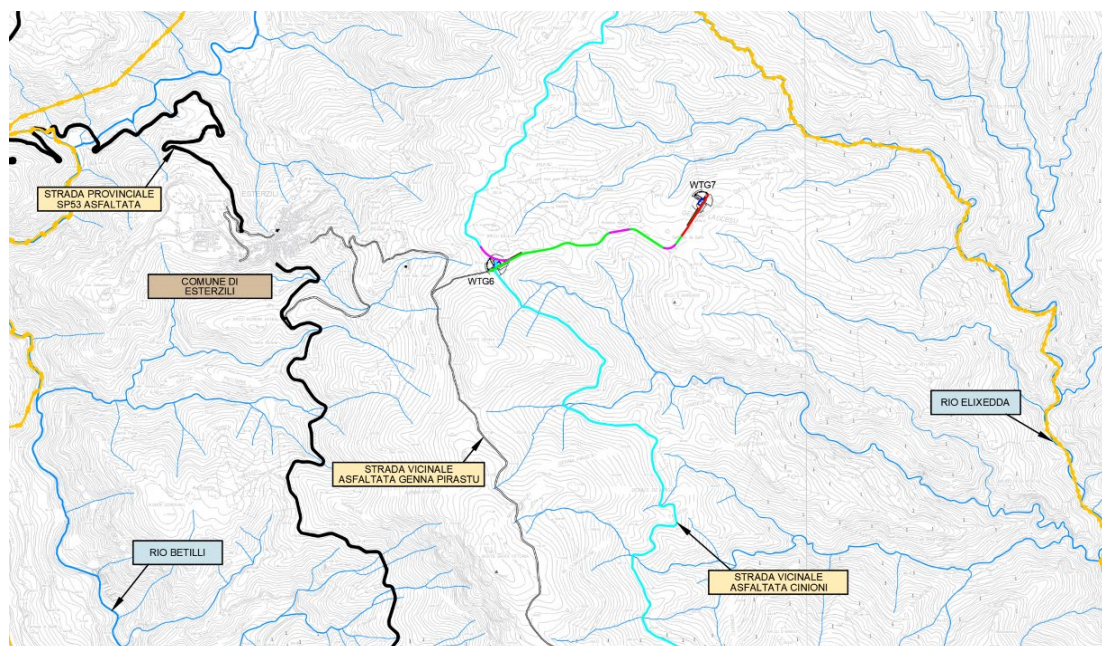 WTG7
STRADA PROVINCIALE
SP53 ASFALTATA
ESTERZILI
WTG6
COMUNE DI
ESTERZILI
RIO ELIXEDDA
STRADA VICINALE
ASFALTATA GENNA PIRASTU
RIO BETILLI
STRADA VICINALE
ASFALTATA CINIONI